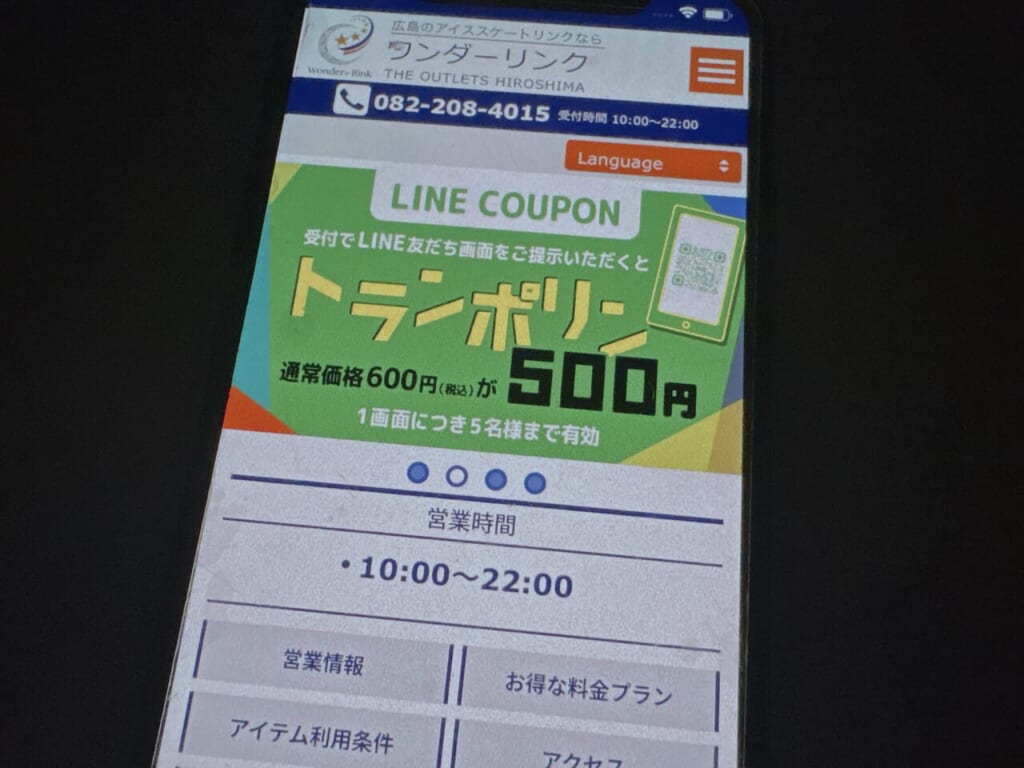 広島のアイススケートリンクなら
ワンダーリンク
Wonder Rink
THE OUTLETS HIROSHIMA
082-208-4015 受付時間 10:00〜22:00
Language
LINE COUPON
受付でLINE友だち画面をご提示いただくと
トランポリン
通常価格600円(税込)が 500円
1画面につき5名様まで有効
営業時間
・10:00〜22:00
営業情報
お得な料金プラン
アイテム利用条件
アクセス